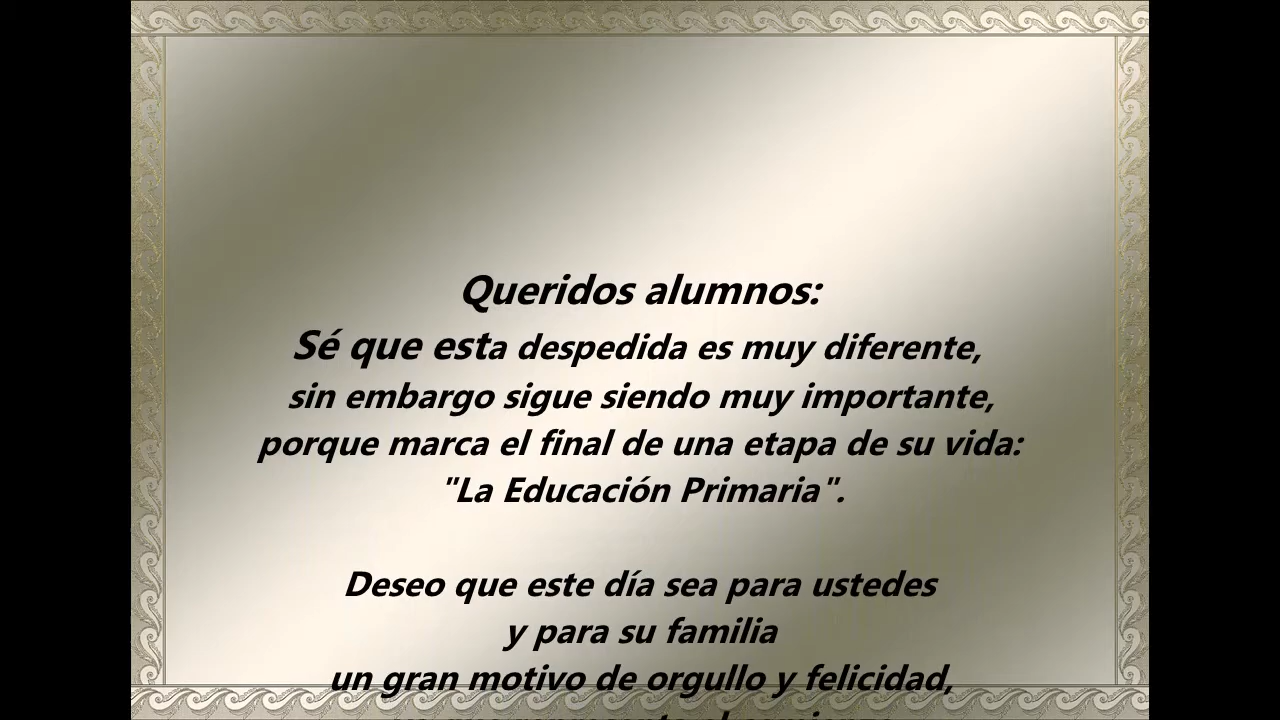 Queridos alumnos:
Sé que esta despedida es muy diferente,
sin embargo sigue siendo muy importante,
porque marca el final de una etapa de su vida:
"La Educación Primaria".
Deseo que este día sea para ustedes
y para su familia
un gran motivo de orgullo y felicidad,